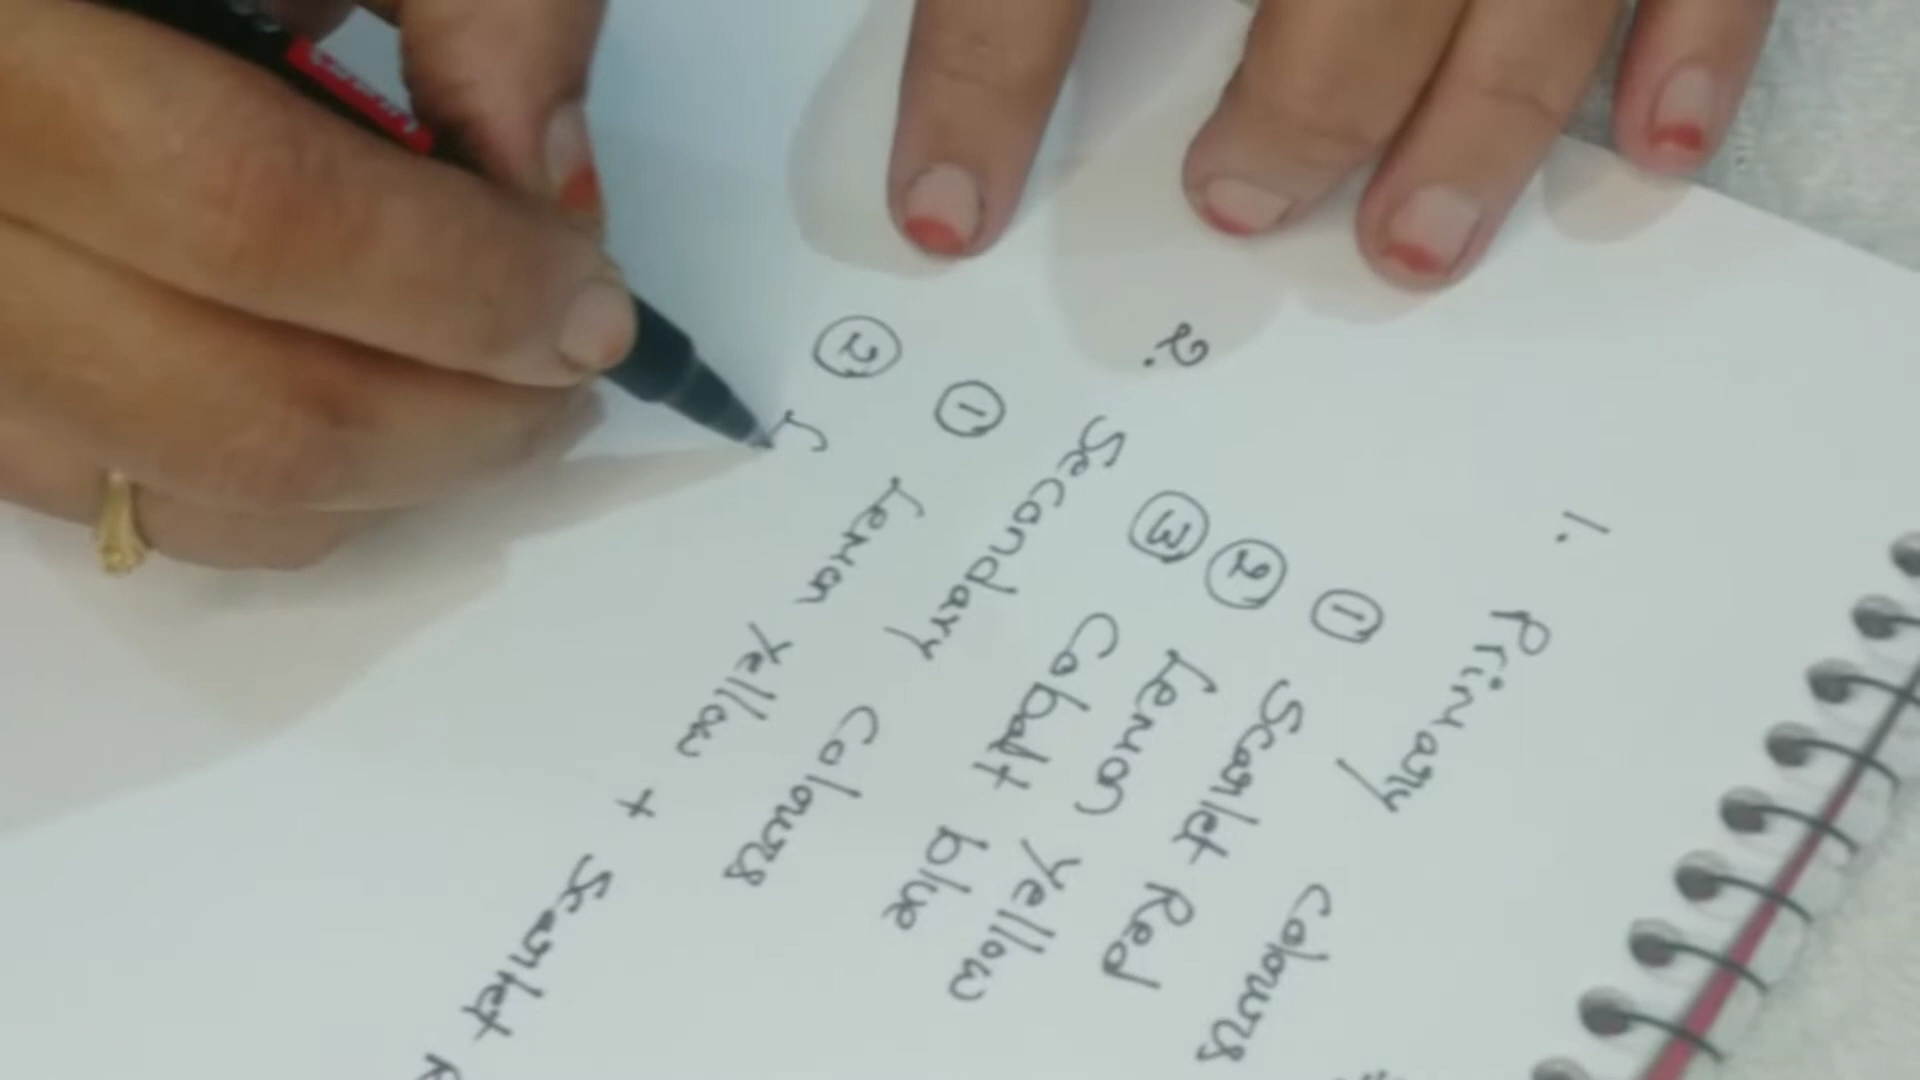 1. Primary colours
① Scarlet Red
② Lemon yellow
③ Cobalt blue
2. Secondary colours
① Lemon yellow + Scarlet R
② L